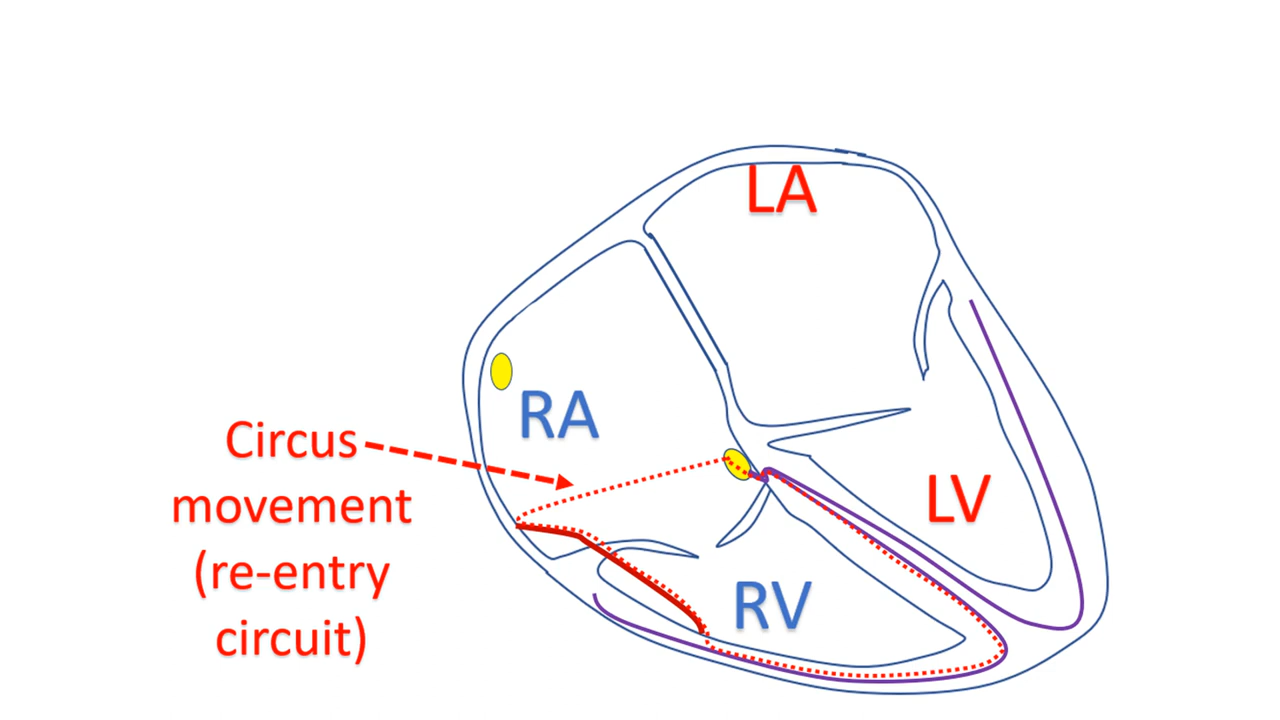 LA
RA
Circus
movement
(re-entry
circuit)
LV
RV